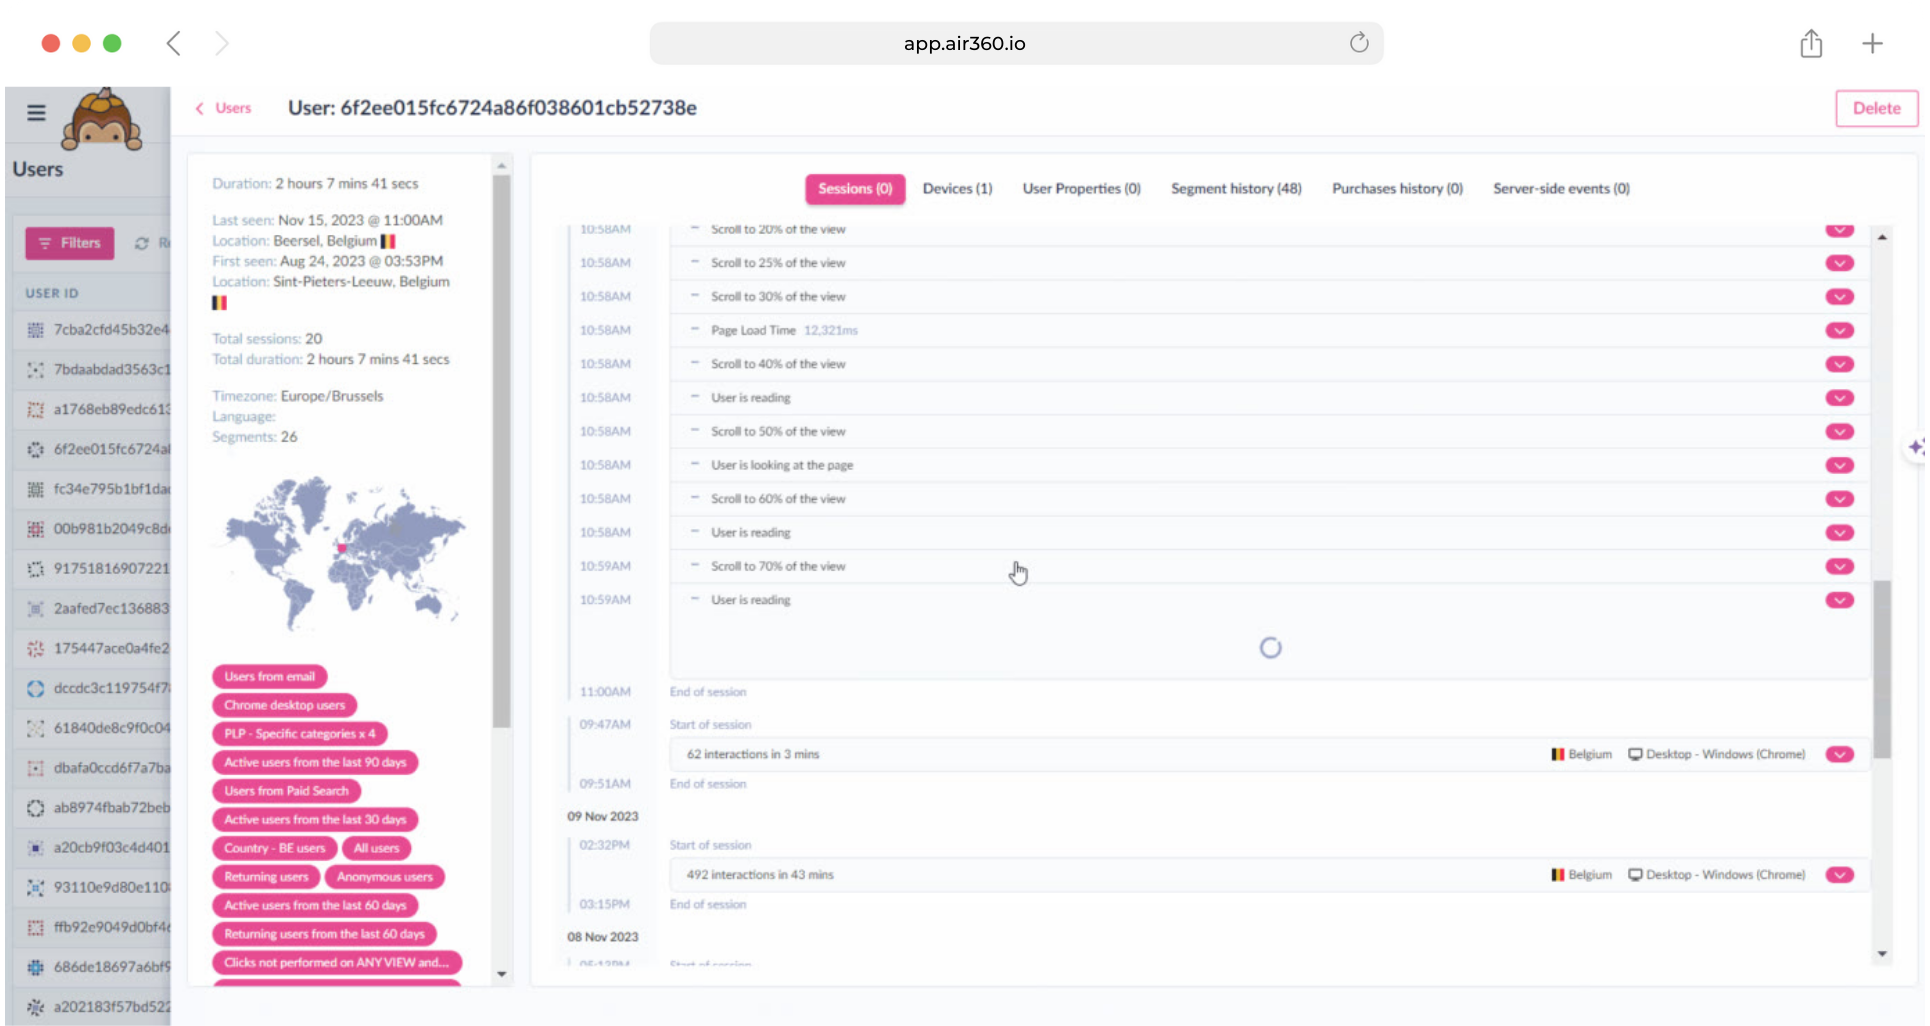 app.air360.io
Users
Users
User: 6f2ee015fc6724a86f038601cb52738e
Delete
Filters
USER ID
7cba2cfd45b32e4
7bdaabdad3563c1
a1768eb89edc613
6f2ee015fc6724a
fc34e795b1bf1da
00b981b2049c8d
91751816907221
2aafed7ec136883
175447ace0a4fe2
dccdc3c119754f7
61840de8c9f0c04
dbafa0ccd6f7a7ba
ab8974fbab72beb
a20cb9f03c4d401
93110e9d80e110
ffb92e9049d0bf4
686de18697a6bf9
a202183f57bd522
Duration: 2 hours 7 mins 41 secs
Last seen: Nov 15, 2023 @ 11:00AM
Location: Beersel, Belgium
First seen: Aug 24, 2023 @ 03:53PM
Location: Sint-Pieters-Leeuw, Belgium
Total sessions: 20
Total duration: 2 hours 7 mins 41 secs
Timezone: Europe/Brussels
Language:
Segments: 26
Users from email
Chrome desktop users
PLP - Specific categories x 4
Active users from the last 90 days
Users from Paid Search
Active users from the last 30 days
Country - BE users All users
Returning users Anonymous users
Active users from the last 60 days
Returning users from the last 60 days
Clicks not performed on ANY VIEW and...
Sessions (0) Devices (1) User Properties (0) Segment history (48) Purchases history (0) Server-side events (0)
10:58AM - Scroll to 20% of the view
10:58AM - Scroll to 25% of the view
10:58AM - Scroll to 30% of the view
10:58AM - Page Load Time 12,321ms
10:58AM - Scroll to 40% of the view
10:58AM - User is reading
10:58AM - Scroll to 50% of the view
10:58AM - User is looking at the page
10:58AM - Scroll to 60% of the view
10:58AM - User is reading
10:59AM - Scroll to 70% of the view
10:59AM - User is reading
11:00AM End of session
09:47AM Start of session
62 interactions in 3 mins Belgium Desktop - Windows (Chrome)
09:51AM End of session
09 Nov 2023
02:32PM Start of session
492 interactions in 43 mins Belgium Desktop - Windows (Chrome)
03:15PM End of session
08 Nov 2023
Start of session